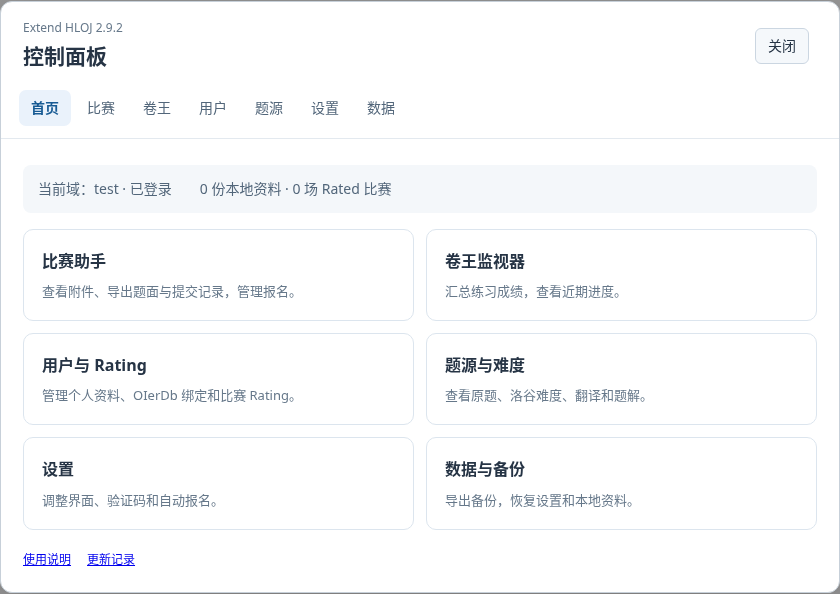 Extend HLOJ 2.9.2
控制面板
关闭
首页 比赛 卷王 用户 题源 设置 数据
当前域：test · 已登录 0 份本地资料 · 0 场 Rated 比赛
比赛助手
查看附件、导出题面与提交记录，管理报名。
卷王监视器
汇总练习成绩，查看近期进度。
用户与 Rating
管理个人资料、OIerDb 绑定和比赛 Rating。
题源与难度
查看原题、洛谷难度、翻译和题解。
设置
调整界面、验证码和自动报名。
数据与备份
导出备份，恢复设置和本地资料。
使用说明 更新记录